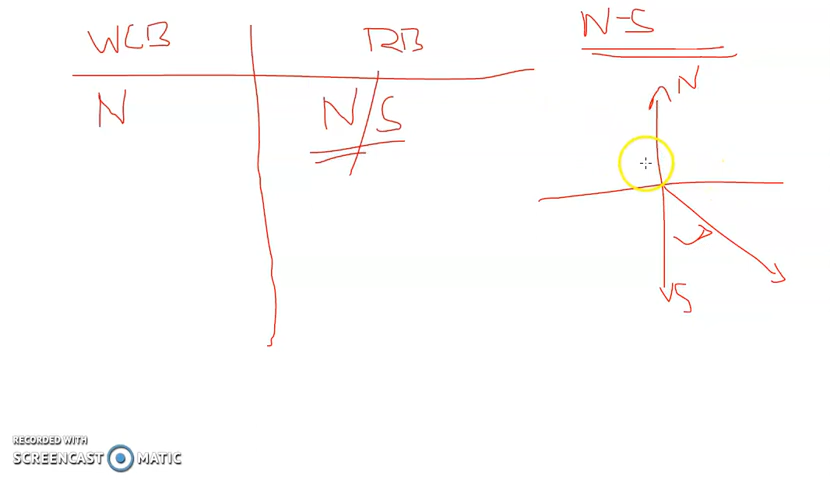 WCB RB
N N/S
N-S
N
S
RECORDED WITH
SCREENCAST MATIC